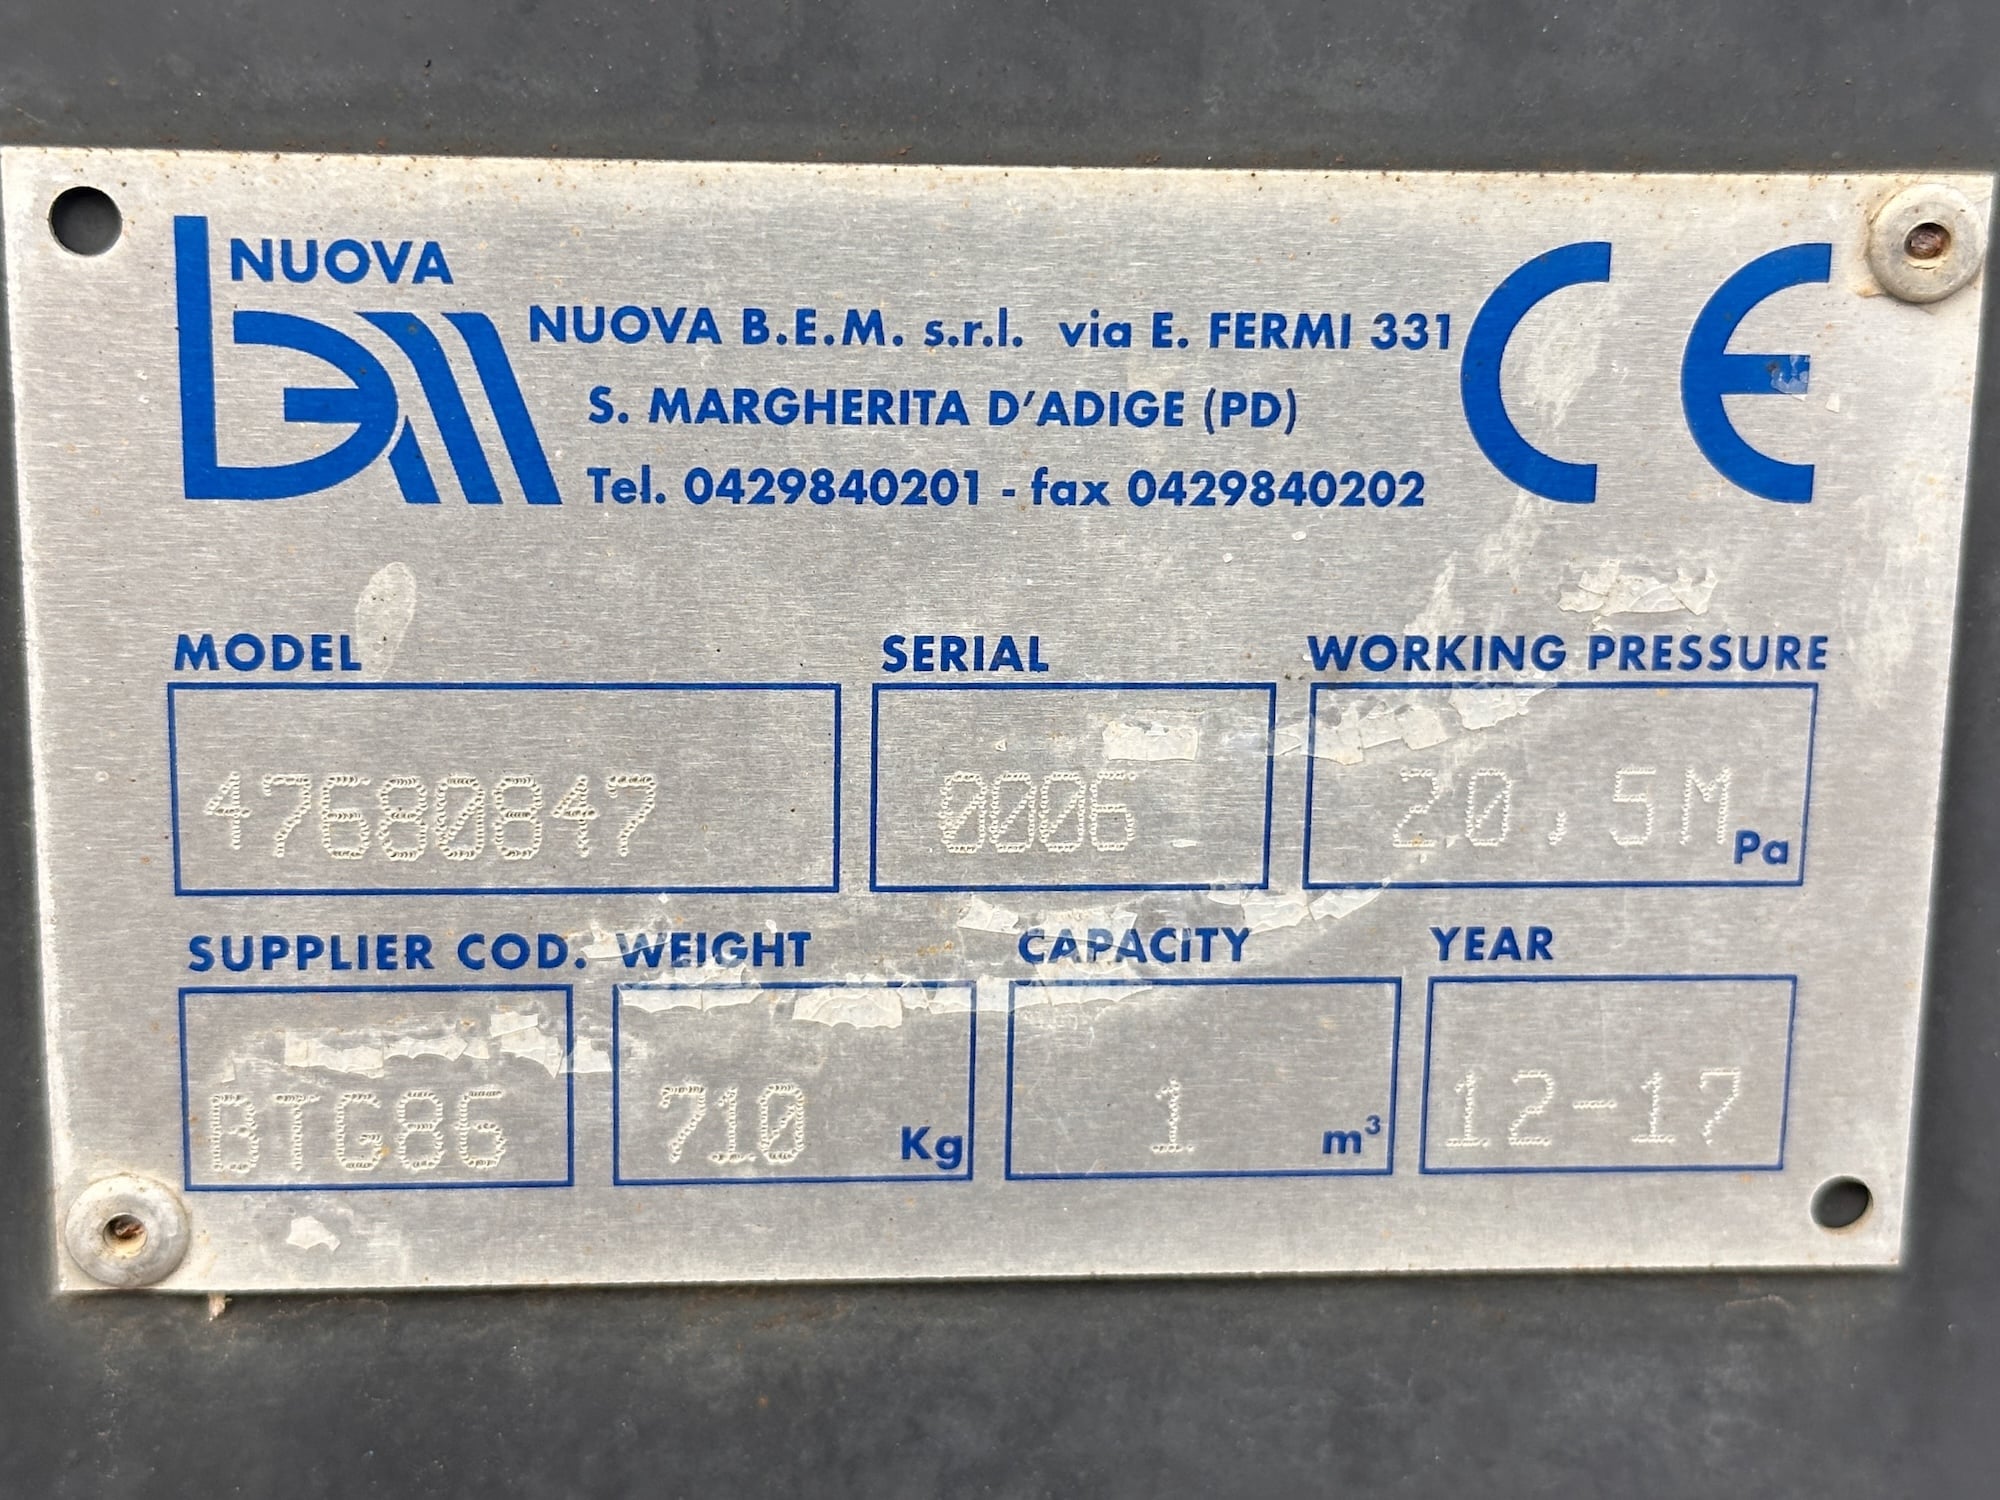 NUOVA
bem
NUOVA B.E.M. s.r.l. via E. FERMI 331
S. MARGHERITA D'ADIGE (PD)
Tel. 0429840201 - fax 0429840202
CE
MODEL SERIAL WORKING PRESSURE
47680847 0006 20,5M Pa
SUPPLIER COD. WEIGHT CAPACITY YEAR
BTG86 710 Kg 1 m³ 12-17